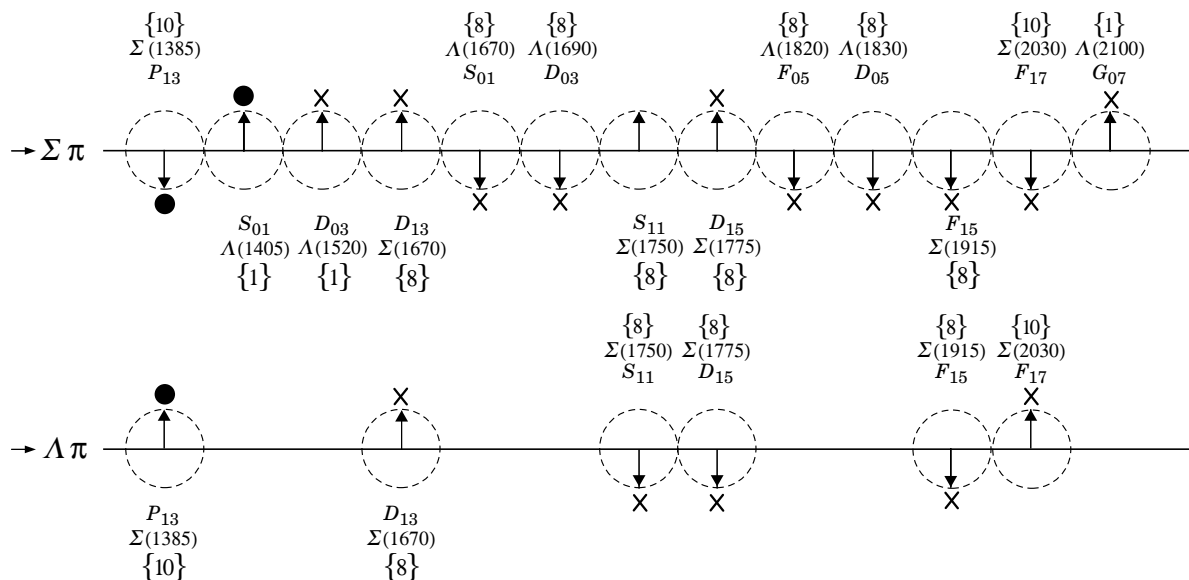 {10} {8} {8} {8} {8} {10} {1}
Σ(1385) Λ(1670) Λ(1690) Λ(1820) Λ(1830) Σ(2030) Λ(2100)
P₁₃ S₀₁ D₀₃ F₀₅ D₀₅ F₁₇ G₀₇
Σ π
S₀₁ D₀₃ D₁₃ S₁₁ D₁₅ F₁₅
Λ(1405) Λ(1520) Σ(1670) Σ(1750) Σ(1775) Σ(1915)
{1} {1} {8} {8} {8} {8}
{8} {8} {8} {10}
Σ(1750) Σ(1775) Σ(1915) Σ(2030)
S₁₁ D₁₅ F₁₅ F₁₇
Λ π
P₁₃ D₁₃
Σ(1385) Σ(1670)
{10} {8}